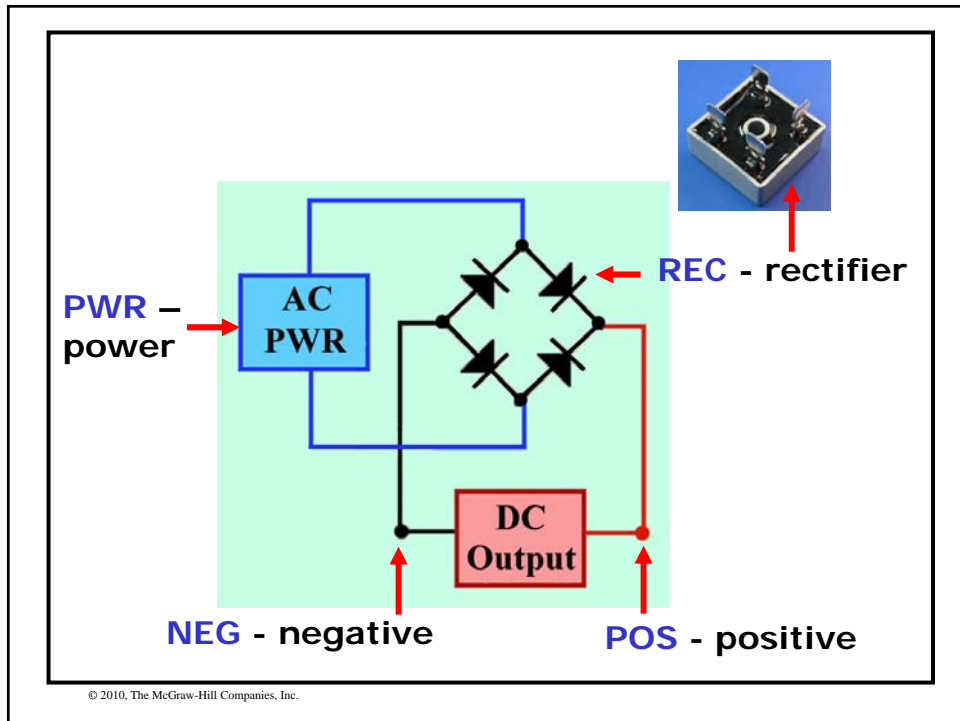 REC - rectifier
PWR –
power
AC
PWR
DC
Output
NEG - negative
POS - positive
© 2010, The McGraw-Hill Companies, Inc.